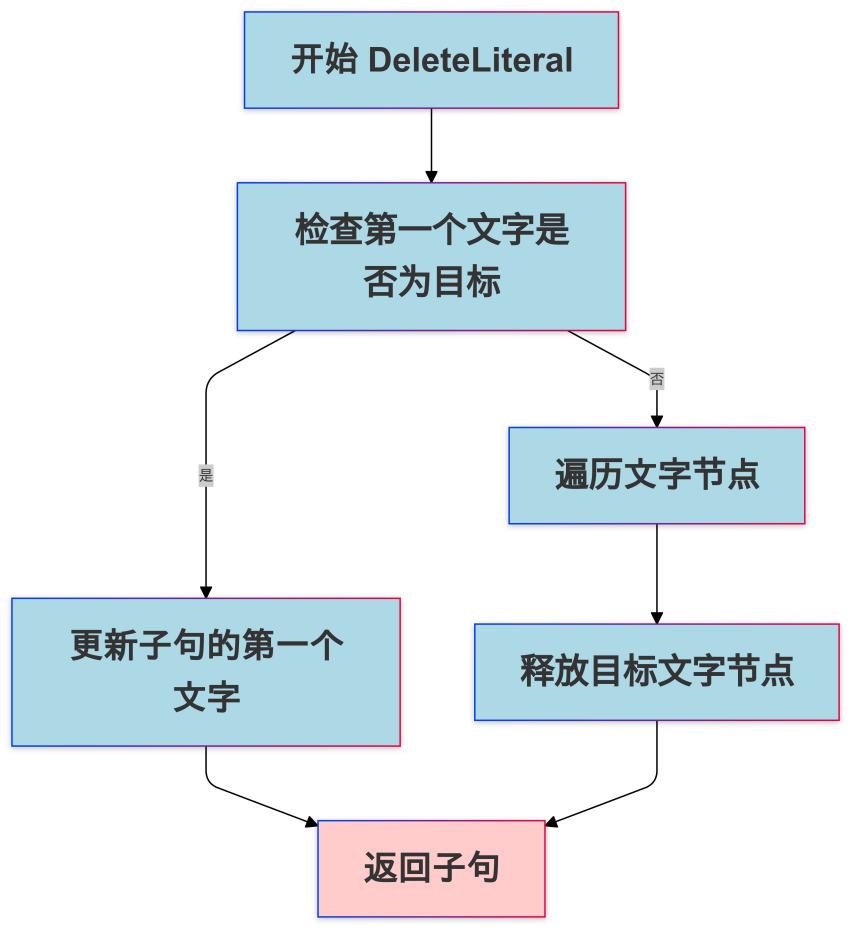 开始 DeleteLiteral
检查第一个文字是
否为目标
否
遍历文字节点
是
更新子句的第一个
文字
释放目标文字节点
返回子句